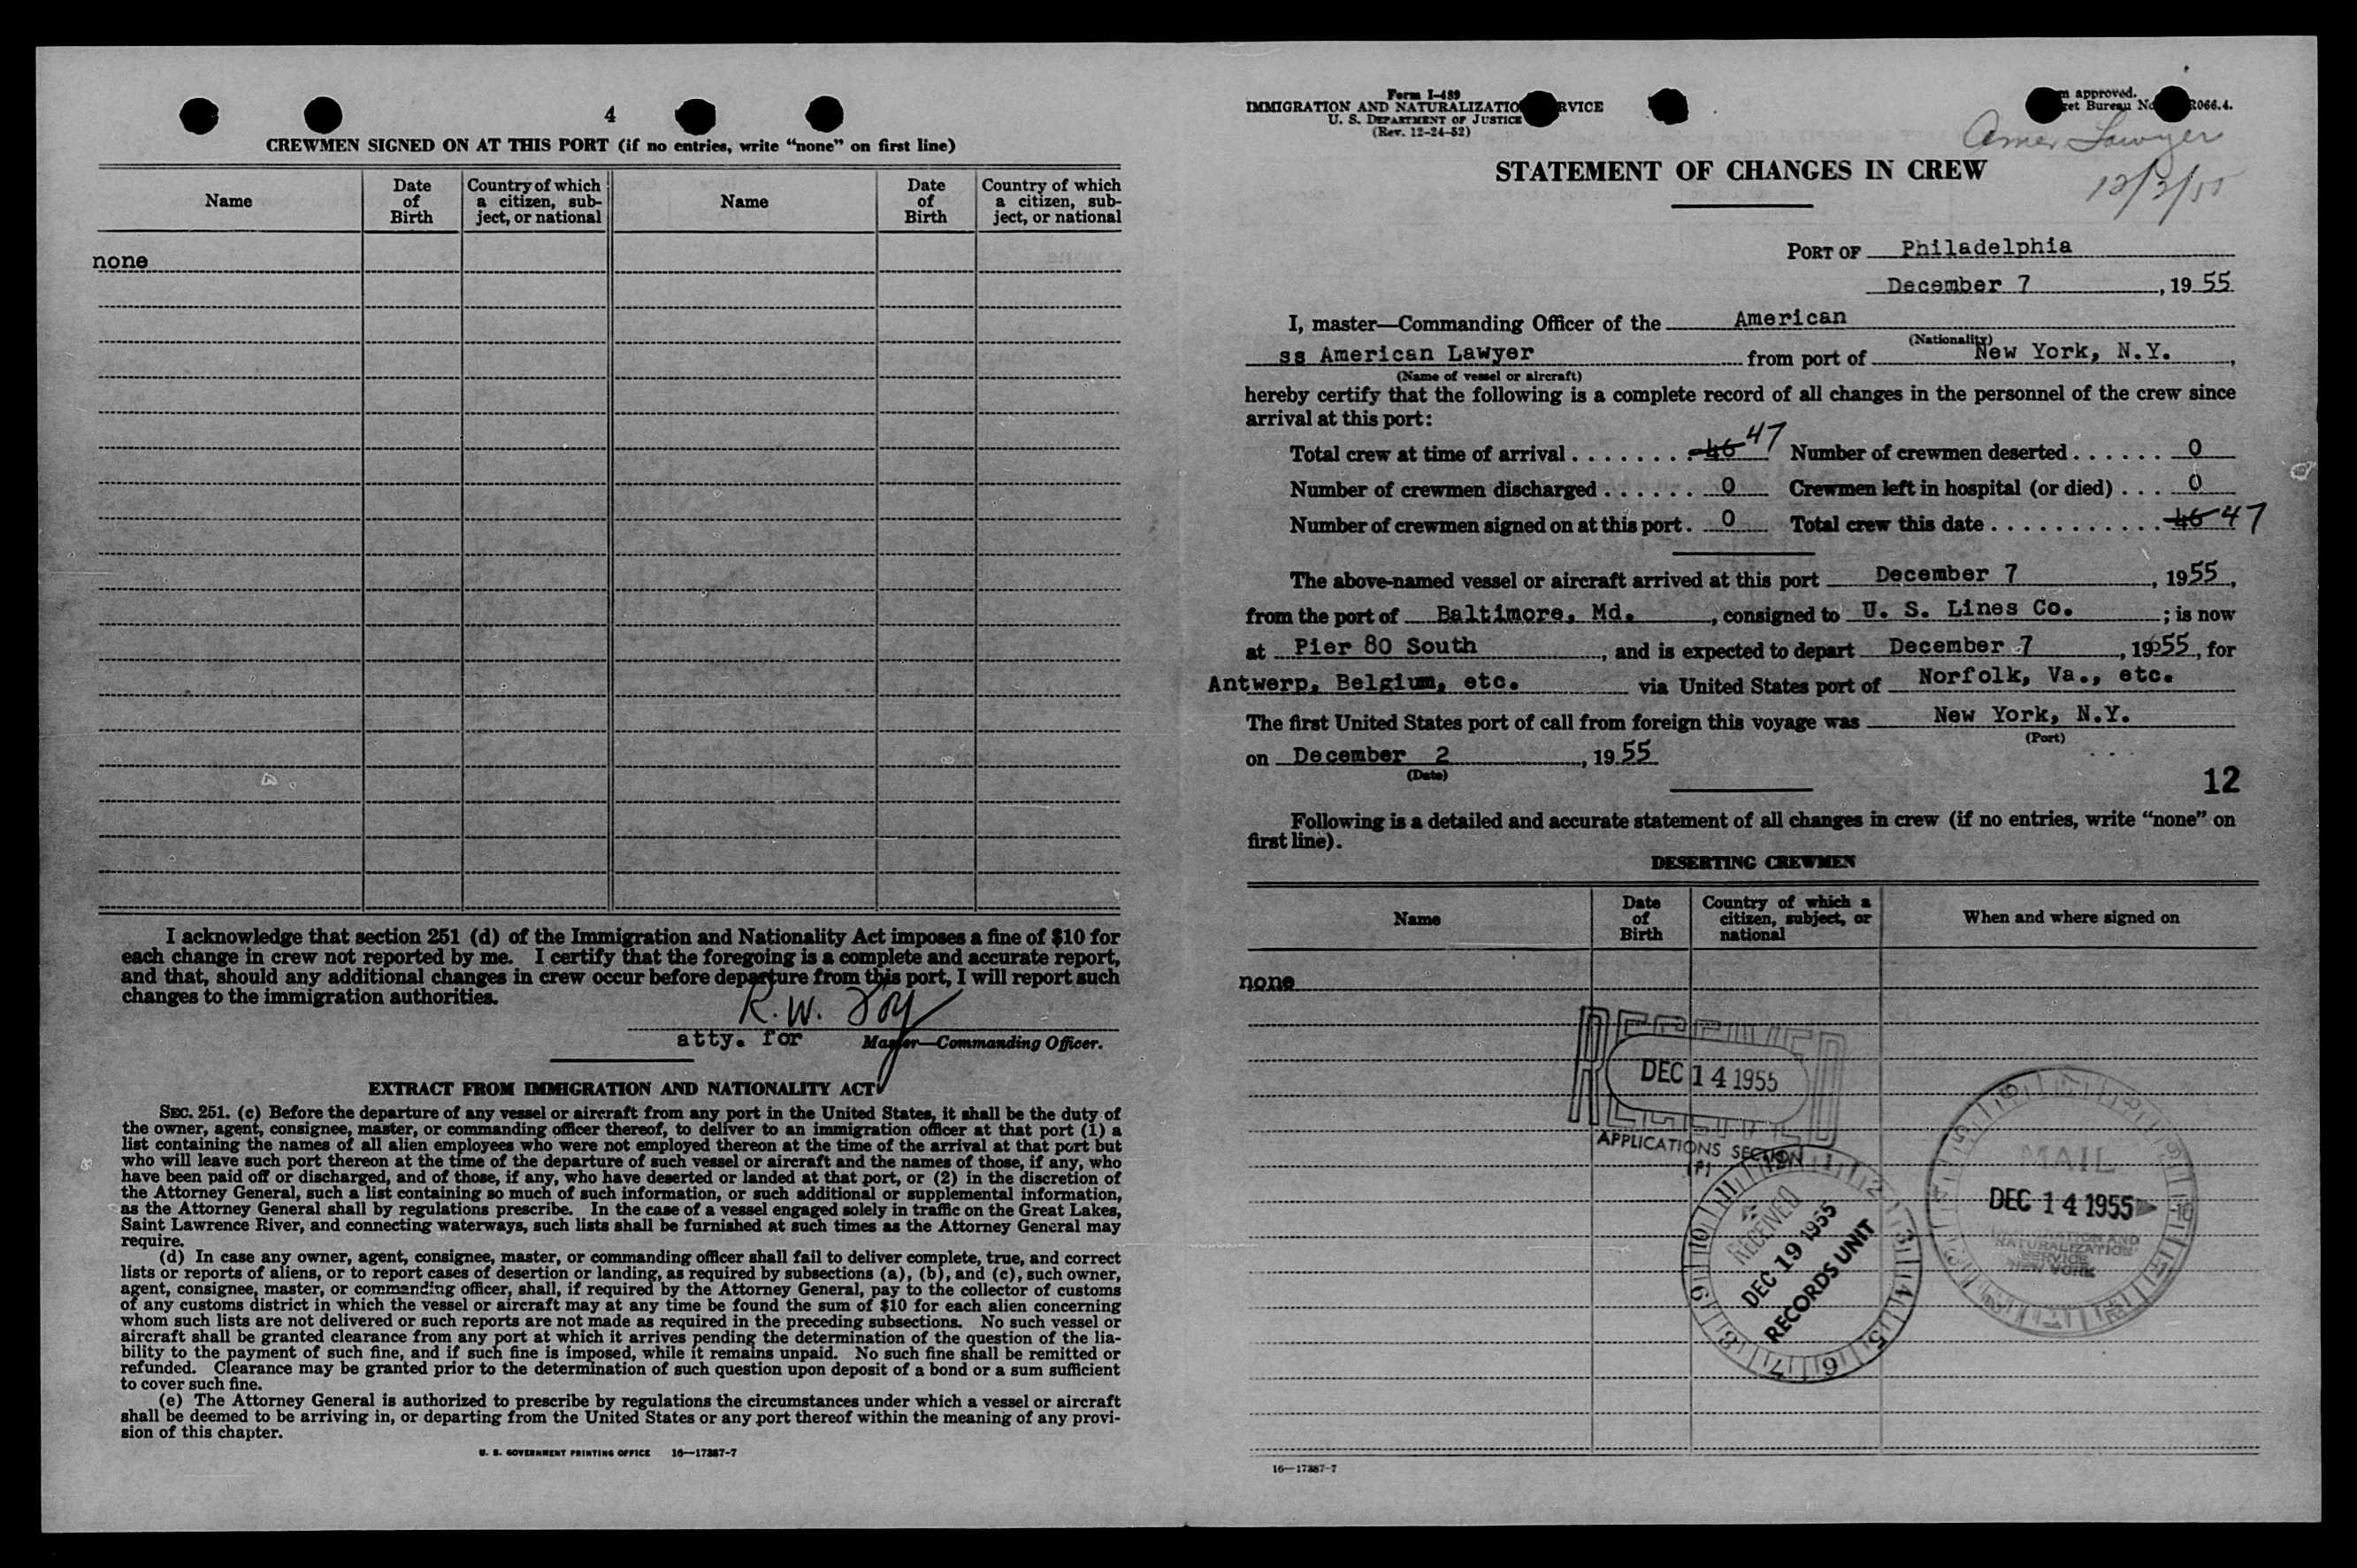 4
CREWMEN SIGNED ON AT THIS PORT (if no entries, write “none” on first line)
Name
Date of Birth
Country of which a citizen, sub-ject, or national
Name
Date of Birth
Country of which a citizen, sub-ject, or national
none
I acknowledge that section 251 (d) of the Immigration and Nationality Act imposes a fine of $10 for
each change in crew not reported by me. I certify that the foregoing is a complete and accurate report,
and that, should any additional changes in crew occur before departure from this port, I will report such
changes to the immigration authorities.
R. W.
atty. for Master—Commanding Officer.
EXTRACT FROM IMMIGRATION AND NATIONALITY ACT
SEC. 251. (c) Before the departure of any vessel or aircraft from any port in the United States, it shall be the duty of
the owner, agent, consignee, master, or commanding officer thereof, to deliver to an immigration officer at that port (1) a
list containing the names of all alien employees who were not employed thereon at the time of the arrival at that port but
who will leave such port thereon at the time of the departure of such vessel or aircraft and the names of those, if any, who
have been paid off or discharged, and of those, if any, who have deserted or landed at that port, or (2) in the discretion of
the Attorney General, such a list containing so much of such information, or such additional or supplemental information,
as the Attorney General shall by regulations prescribe. In the case of a vessel engaged solely in traffic on the Great Lakes,
Saint Lawrence River, and connecting waterways, such lists shall be furnished at such times as the Attorney General may
require.
(d) In case any owner, agent, consignee, master, or commanding officer shall fail to deliver complete, true, and correct
lists or reports of aliens, or to report cases of desertion or landing, as required by subsections (a), (b), and (c), such owner,
agent, consignee, master, or commanding officer, shall, if required by the Attorney General, pay to the collector of customs
of any customs district in which the vessel or aircraft may at any time be found the sum of $10 for each alien concerning
whom such lists are not delivered or such reports are not made as required in the preceding subsections. No such vessel or
aircraft shall be granted clearance from any port at which it arrives pending the determination of the question of the lia-
bility to the payment of such fine, and if such fine is imposed, while it remains unpaid. No such fine shall be remitted or
refunded. Clearance may be granted prior to the determination of such question upon deposit of a bond or a sum sufficient
to cover such fine.
(e) The Attorney General is authorized to prescribe by regulations the circumstances under which a vessel or aircraft
shall be deemed to be arriving in, or departing from the United States or any port thereof within the meaning of any provi-
sion of this chapter.
U. S. GOVERNMENT PRINTING OFFICE 16—17387-7
Form I-489
IMMIGRATION AND NATURALIZATIO RVICE
U. S. DEPARTMENT OF JUSTICE
(Rev. 12-24-52)
m approved.
et Bureau No R066.4.
Amer Lawyer
12/2/55
STATEMENT OF CHANGES IN CREW
PORT OF Philadelphia
December 7, 19 55
I, master—Commanding Officer of the American
(Nationality)
ss American Lawyer from port of New York, N.Y.,
(Name of vessel or aircraft)
hereby certify that the following is a complete record of all changes in the personnel of the crew since
arrival at this port:
Total crew at time of arrival . . . . . . . . 46 47 Number of crewmen deserted . . . . . . 0
Number of crewmen discharged . . . . . . 0 Crewmen left in hospital (or died) . . . 0
Number of crewmen signed on at this port . 0 Total crew this date . . . . . . . . . . . . 46 47
The above-named vessel or aircraft arrived at this port December 7, 1955,
from the port of Baltimore, Md., consigned to U. S. Lines Co.; is now
at Pier 80 South, and is expected to depart December 7, 1955, for
Antwerp, Belgium, etc. via United States port of Norfolk, Va., etc.
The first United States port of call from foreign this voyage was New York, N.Y.
(Port)
on December 2, 19 55
(Date)
12
Following is a detailed and accurate statement of all changes in crew (if no entries, write “none” on
first line).
DESERTING CREWMEN
Name
Date of Birth
Country of which a citizen, subject, or national
When and where signed on
none
RECEIVED
DEC 14 1955
APPLICATIONS SECTION
(P)
RECEIVED
DEC 19 1955
RECORDS UNIT
MAIL
DEC 14 1955
IMMIGRATION AND
NATURALIZATION
SERVICE
NEW YORK
16—17387-7